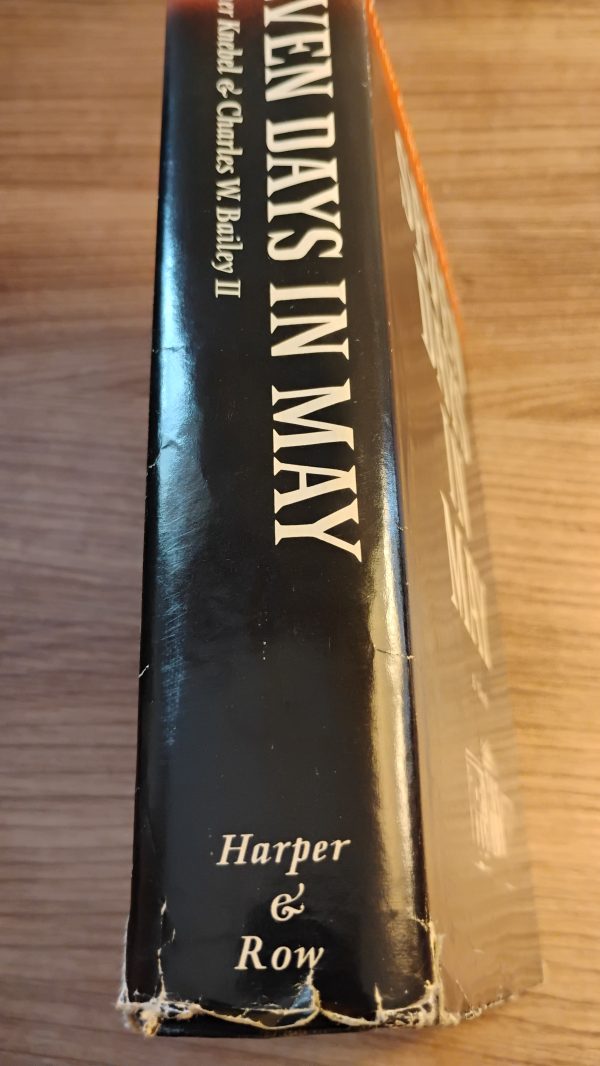 VEN DAYS IN MAY
er Knebel & Charles W. Bailey II
Harper
&
Row